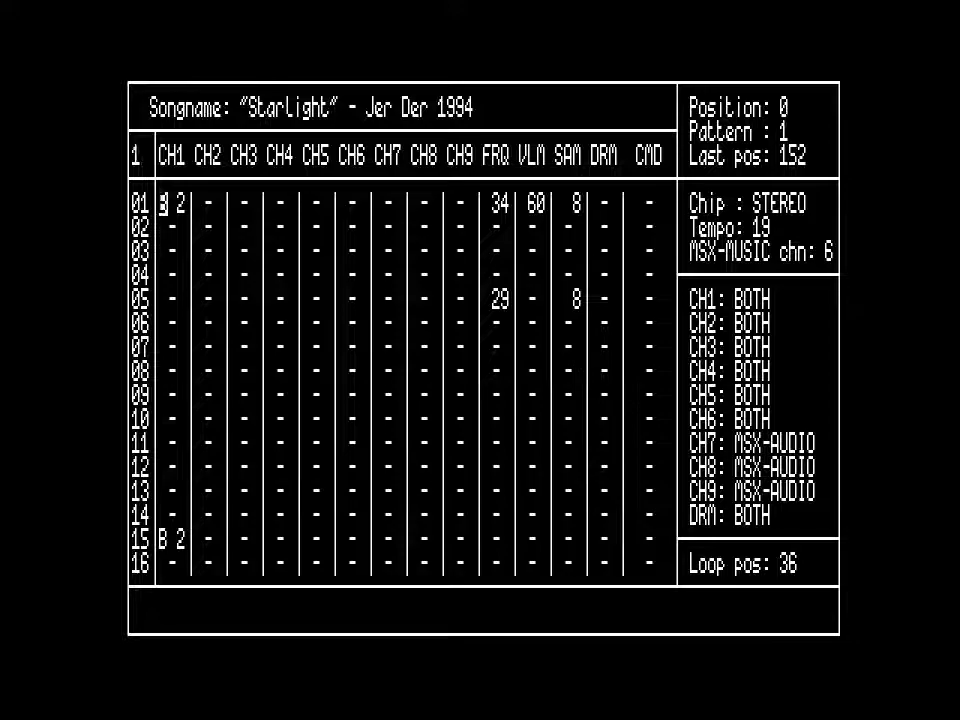 Songname: "Starlight" - Jer Der 1994
Position: 0
Pattern : 1
Last pos: 152
1 CH1 CH2 CH3 CH4 CH5 CH6 CH7 CH8 CH9 FRQ VLM SAM DRM CMD
01 B 2 - - - - - - - - 34 60 8 - -
02 - - - - - - - - - - - - - -
03 - - - - - - - - - - - - - -
04 - - - - - - - - - - - - - -
05 - - - - - - - - - 29 - 8 - -
06 - - - - - - - - - - - - - -
07 - - - - - - - - - - - - - -
08 - - - - - - - - - - - - - -
09 - - - - - - - - - - - - - -
10 - - - - - - - - - - - - - -
11 - - - - - - - - - - - - - -
12 - - - - - - - - - - - - - -
13 - - - - - - - - - - - - - -
14 - - - - - - - - - - - - - -
15 B 2 - - - - - - - - - - - - -
16 - - - - - - - - - - - - - -
Chip : STEREO
Tempo: 19
MSX-MUSIC chn: 6
CH1: BOTH
CH2: BOTH
CH3: BOTH
CH4: BOTH
CH5: BOTH
CH6: BOTH
CH7: MSX-AUDIO
CH8: MSX-AUDIO
CH9: MSX-AUDIO
DRM: BOTH
Loop pos: 36